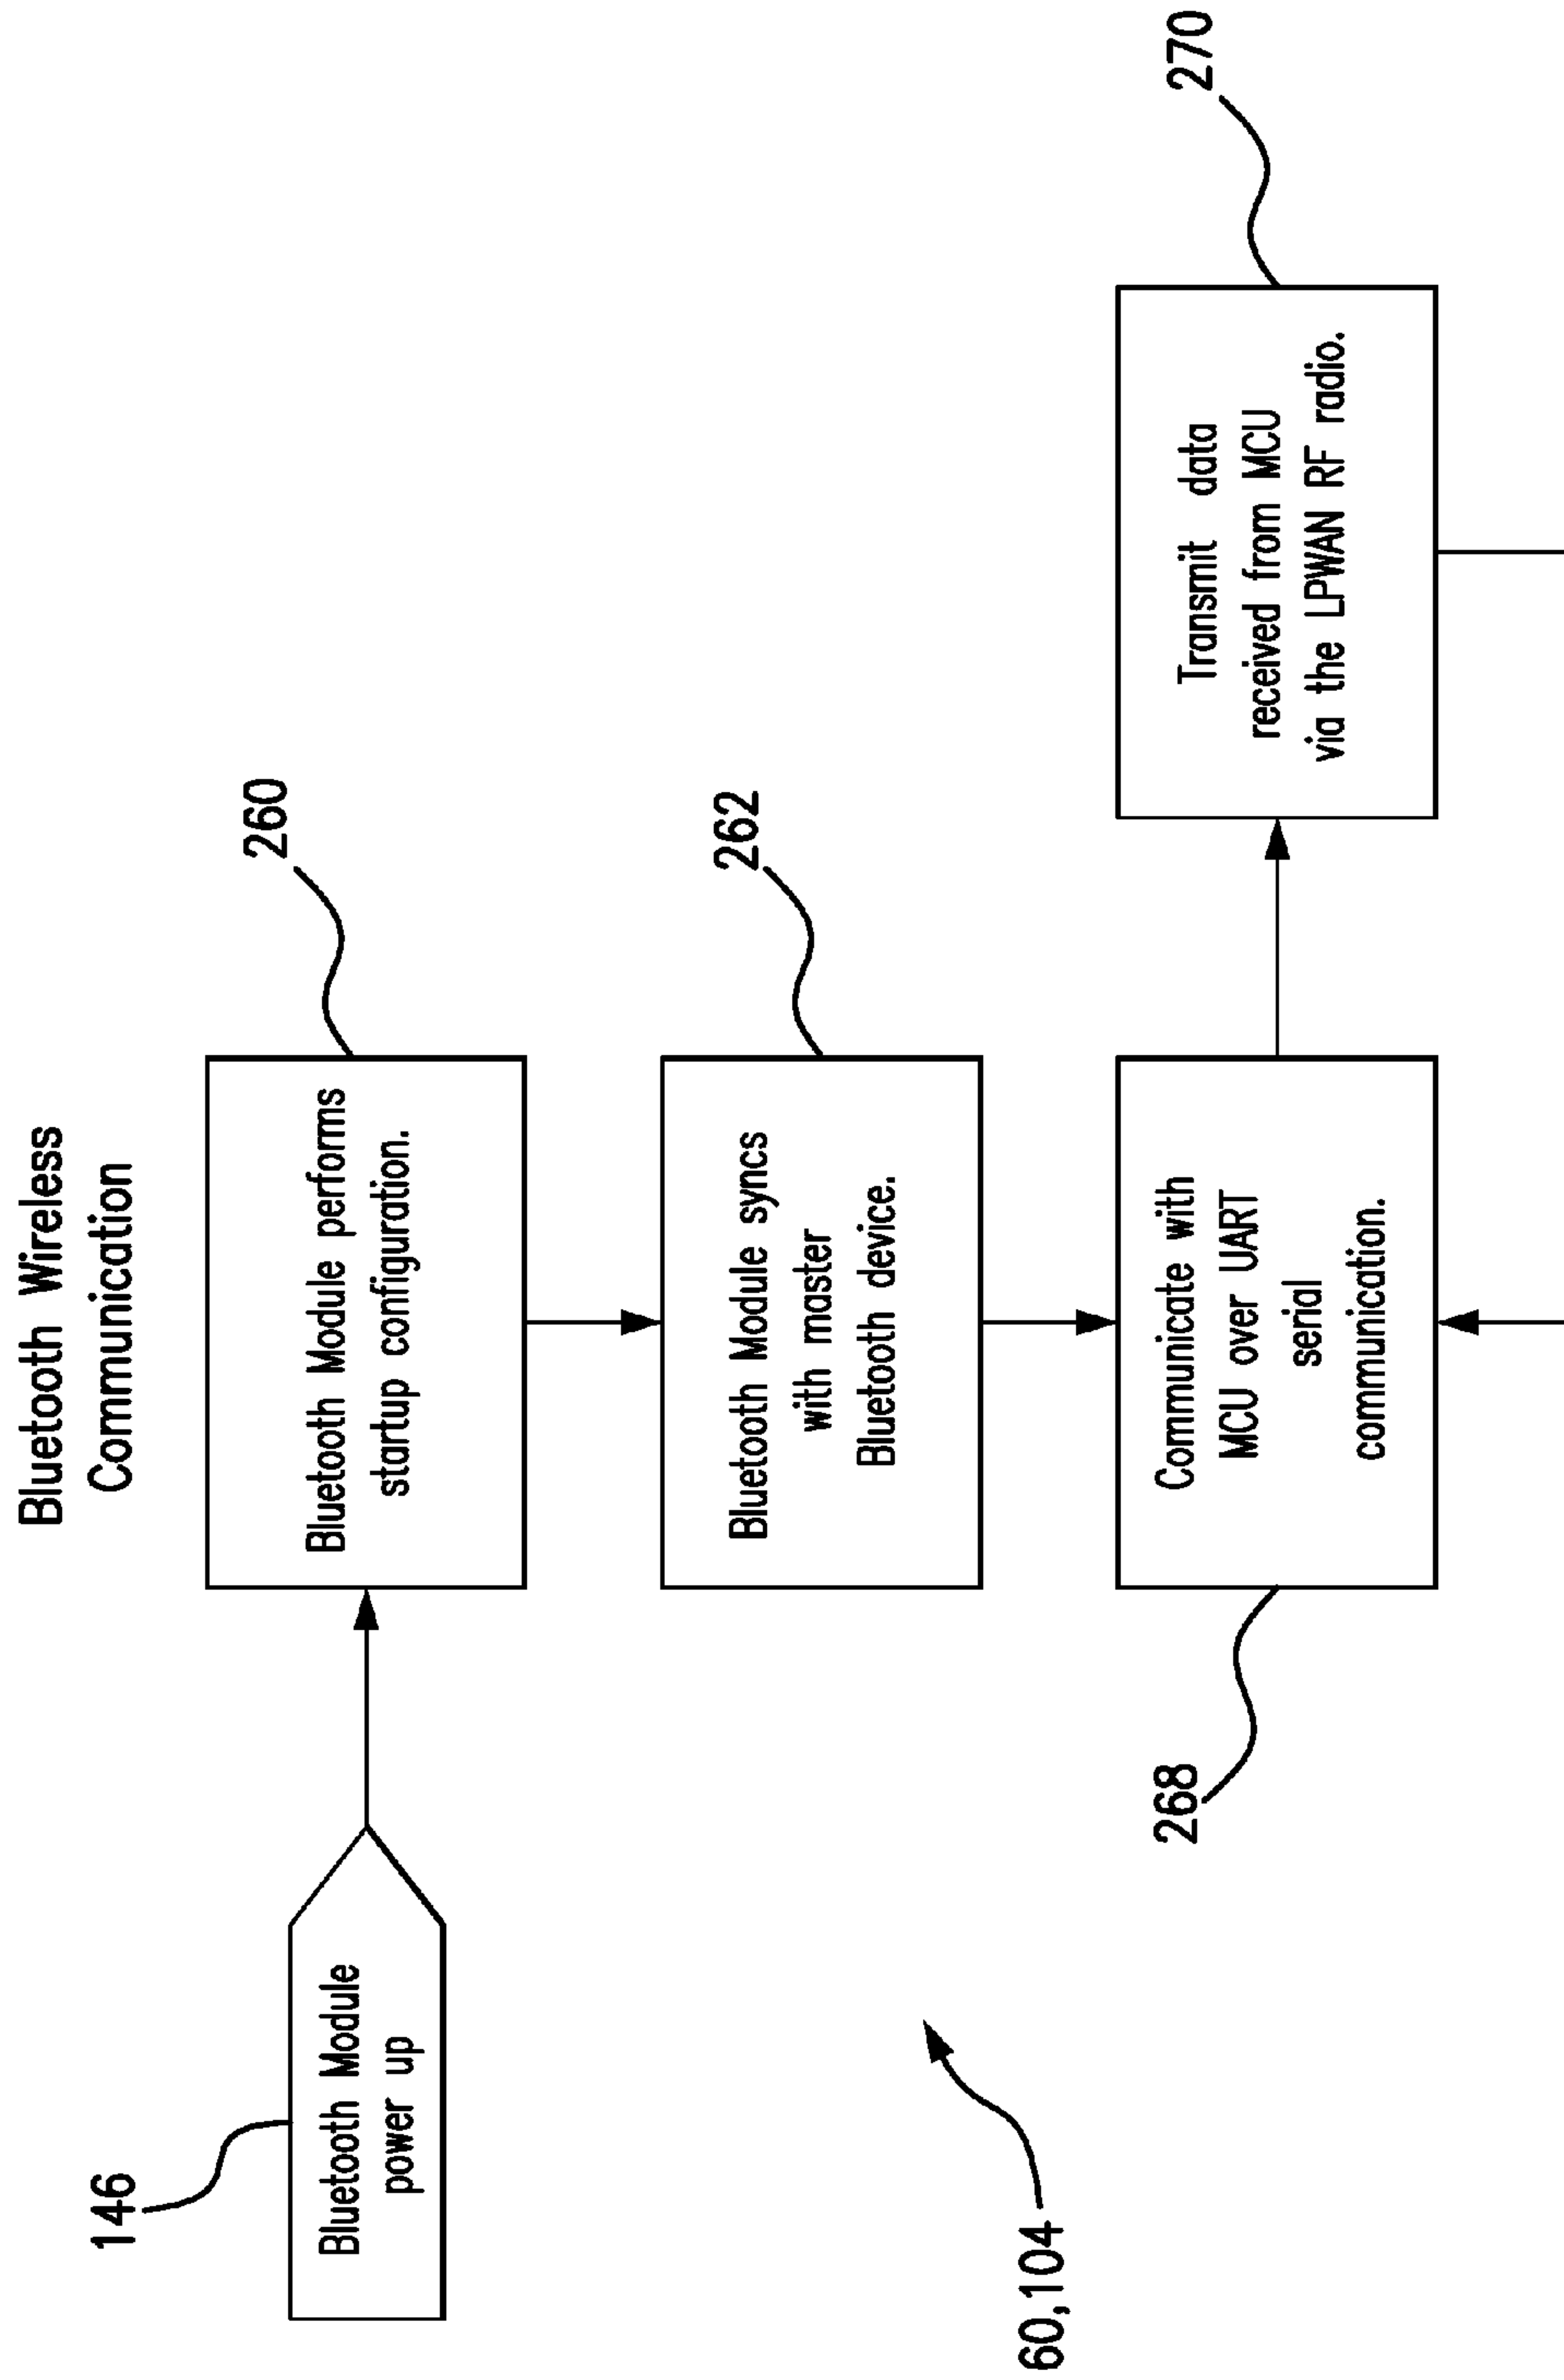 Bluetooth Wireless
Communication
146
Bluetooth Module
power up
260
Bluetooth Module performs
startup configuration.
262
Bluetooth Module syncs
with master
Bluetooth device.
268
Communicate with
MCU over UART
serial
communication.
270
Transmit data
received from MCU
via the LPWAN RF radio.
60,104